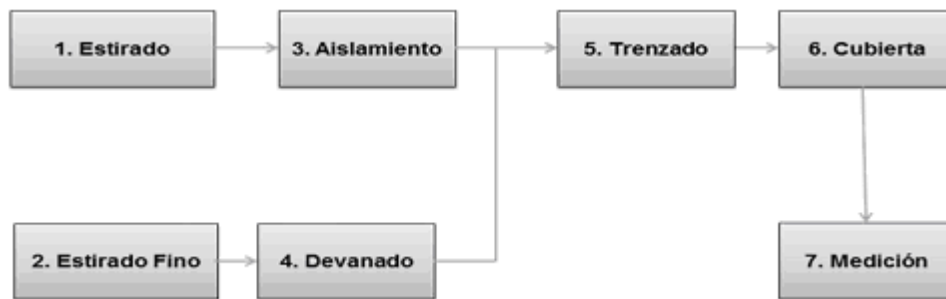 1. Estirado
3. Aislamiento
5. Trenzado
6. Cubierta
2. Estirado Fino
4. Devanado
7. Medición